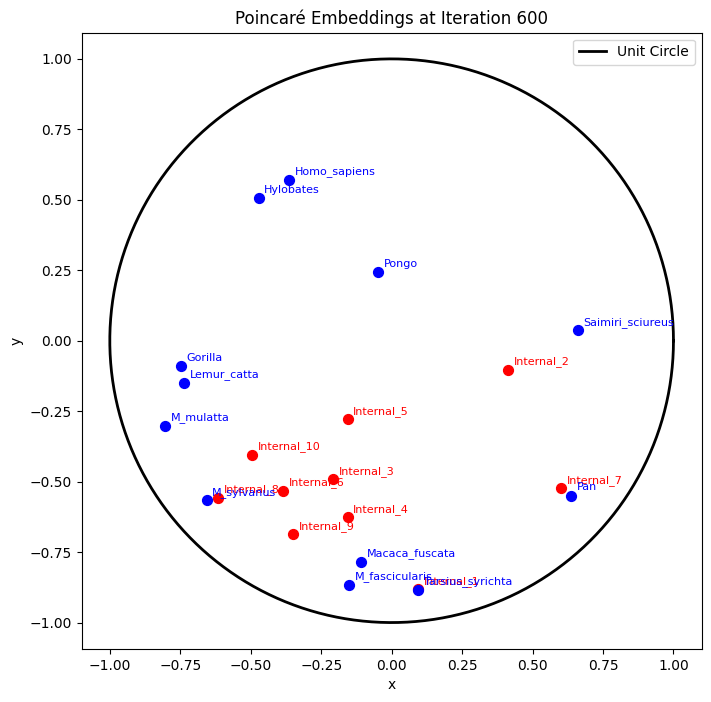 Poincaré Embeddings at Iteration 600
Unit Circle
1.00
0.75
0.50
0.25
0.00
−0.25
−0.50
−0.75
−1.00
y
Homo_sapiens
Hylobates
Pongo
Saimiri_sciureus
Internal_2
Gorilla
Lemur_catta
M_mulatta
Internal_5
Internal_10
Internal_3
Internal_7
Internal_6
Pan
Internal_8
M_sylvanus
Internal_4
Internal_9
Macaca_fuscata
M_fascicularis
Internal_1
Tarsius_syrichta
−1.00 −0.75 −0.50 −0.25 0.00 0.25 0.50 0.75 1.00
x